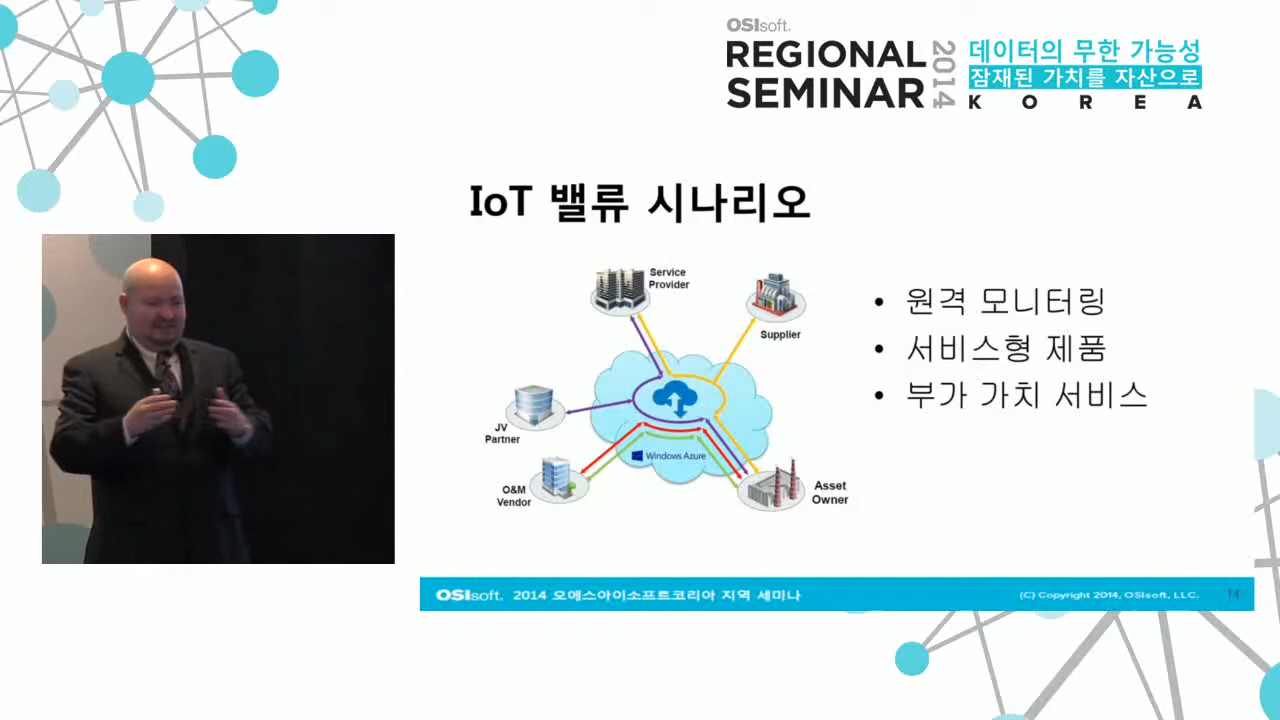 OSIsoft.
REGIONAL
SEMINAR
2014
데이터의 무한 가능성
잠재된 가치를 자산으로
KOREA
IoT 밸류 시나리오
Service
Provider
Supplier
JV
Partner
Windows Azure
O&M
Vendor
Asset
Owner
• 원격 모니터링
• 서비스형 제품
• 부가 가치 서비스
OSIsoft. 2014 오에스아이소프트코리아 지역 세미나
(C) Copyright 2014, OSIsoft, LLC.
14